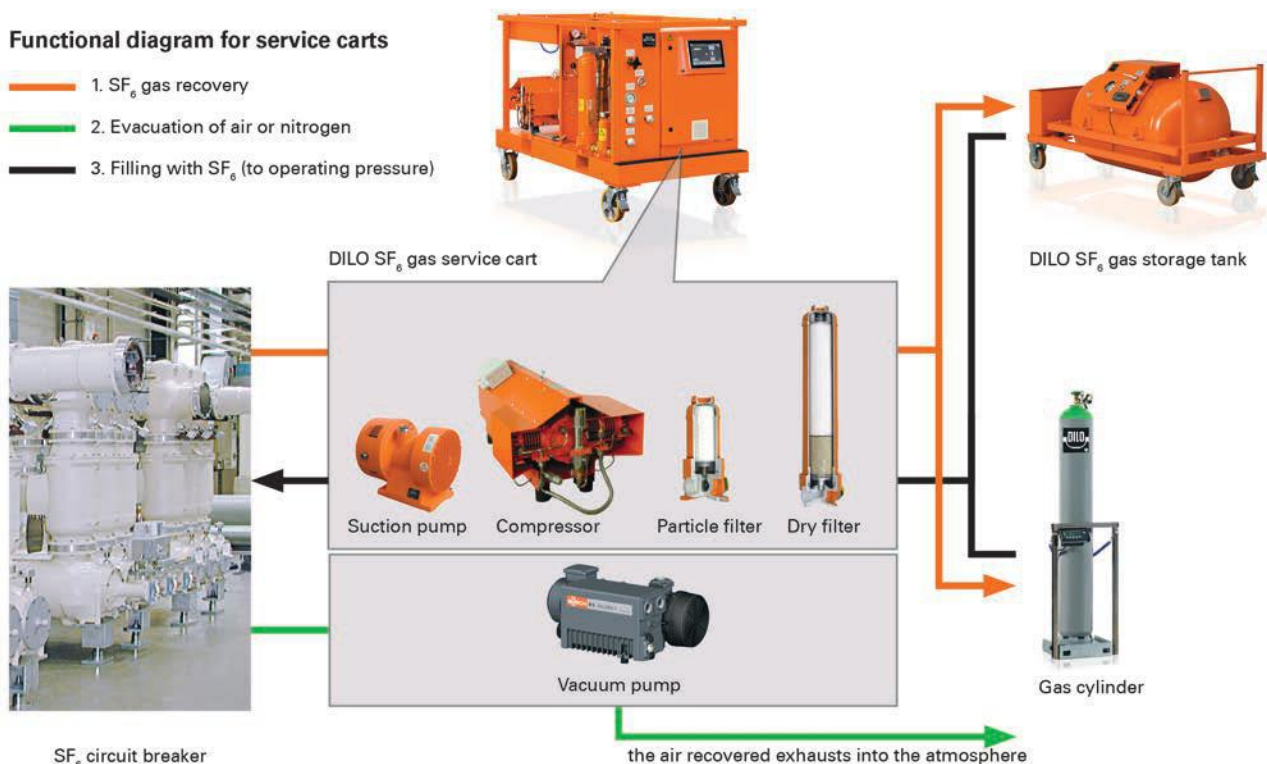 Functional diagram for service carts
1. SF₆ gas recovery
2. Evacuation of air or nitrogen
3. Filling with SF₆ (to operating pressure)
DILO SF₆ gas service cart
DILO SF₆ gas storage tank
Suction pump
Compressor
Particle filter
Dry filter
DILO
Vacuum pump
Gas cylinder
SF₆ circuit breaker
the air recovered exhausts into the atmosphere